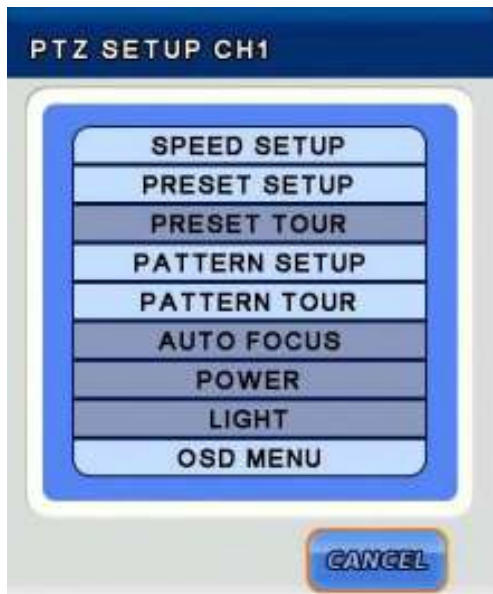 PTZ SETUP CH1
SPEED SETUP
PRESET SETUP
PRESET TOUR
PATTERN SETUP
PATTERN TOUR
AUTO FOCUS
POWER
LIGHT
OSD MENU
CANCEL